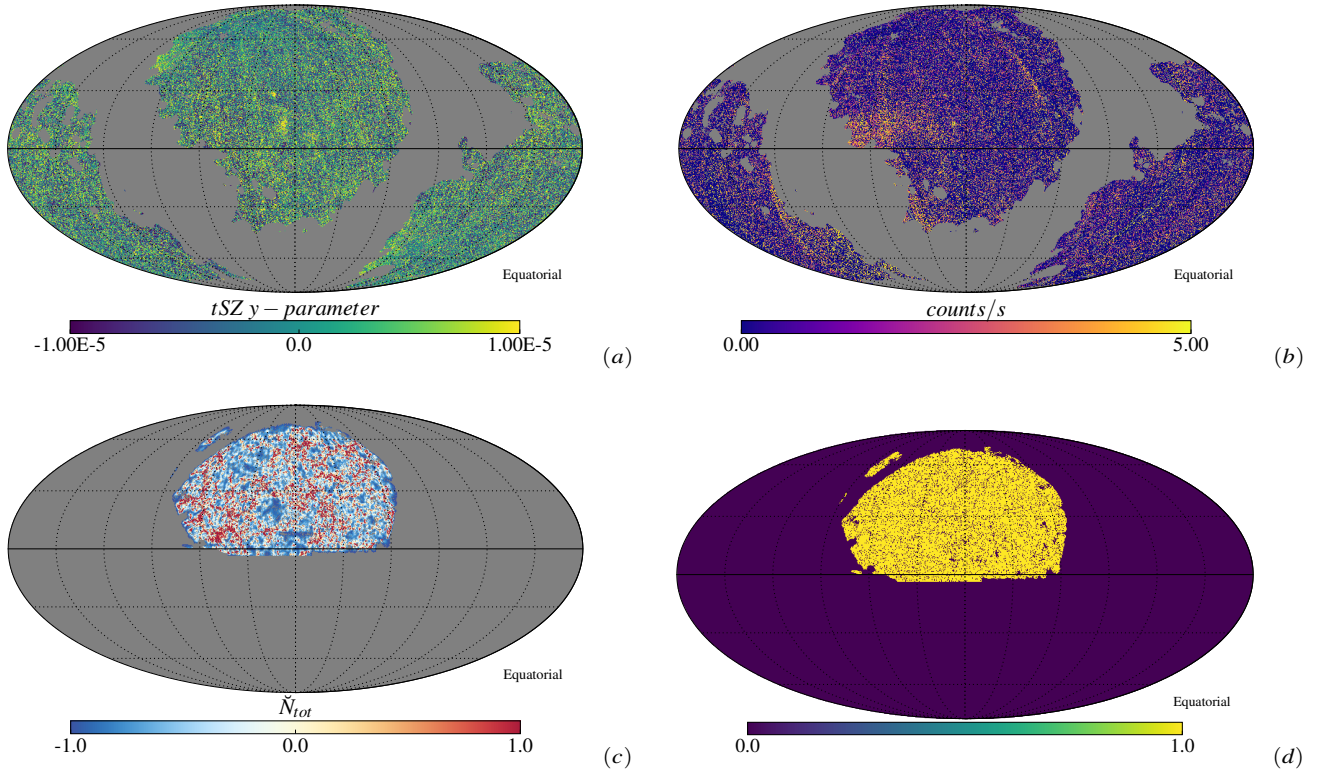 Equatorial
tSZ y − parameter
-1.00E-5 0.0 1.00E-5
(a)
Equatorial
counts/s
0.00 5.00
(b)
Equatorial
N̆tot
-1.0 0.0 1.0
(c)
Equatorial
0.0 1.0
(d)